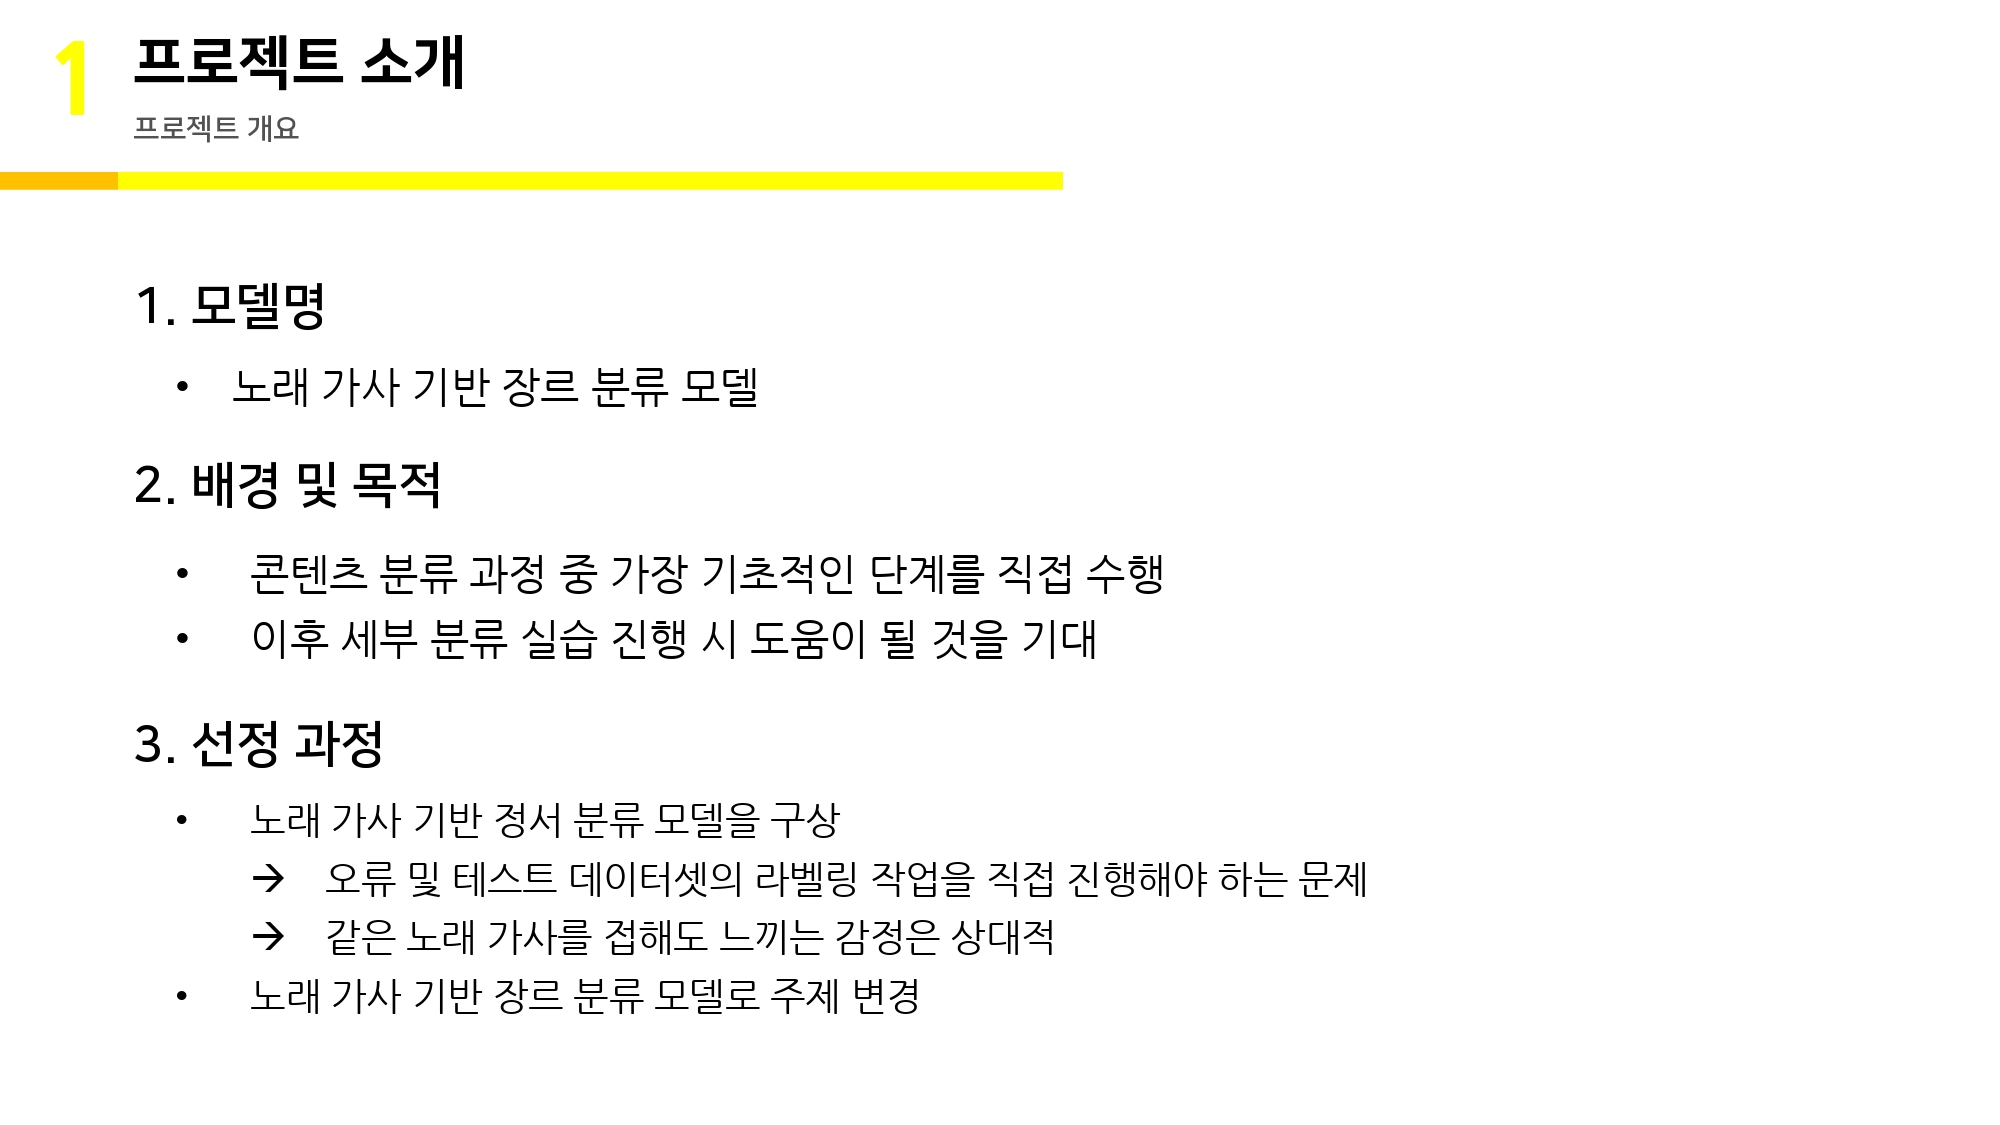 1
프로젝트 소개
프로젝트 개요
1. 모델명
• 노래 가사 기반 장르 분류 모델
2. 배경 및 목적
• 콘텐츠 분류 과정 중 가장 기초적인 단계를 직접 수행
• 이후 세부 분류 실습 진행 시 도움이 될 것을 기대
3. 선정 과정
• 노래 가사 기반 정서 분류 모델을 구상
→ 오류 및 테스트 데이터셋의 라벨링 작업을 직접 진행해야 하는 문제
→ 같은 노래 가사를 접해도 느끼는 감정은 상대적
• 노래 가사 기반 장르 분류 모델로 주제 변경